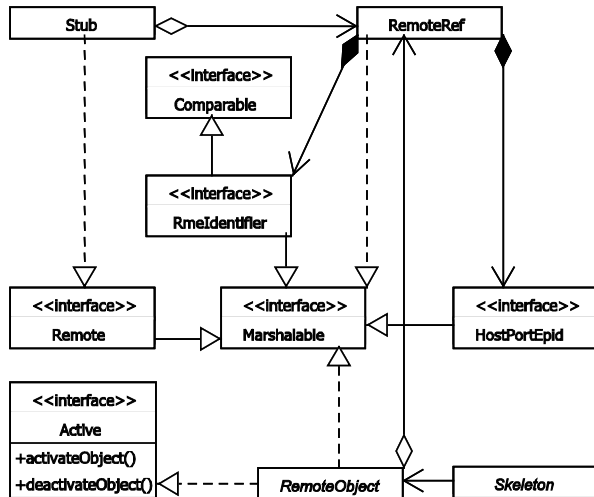 Stub
RemoteRef
<<interface>>
Comparable
<<interface>>
RmeIdentifier
<<interface>>
Remote
<<interface>>
Marshalable
<<interface>>
HostPortEpid
<<interface>>
Active
+activateObject()
+deactivateObject()
RemoteObject
Skeleton